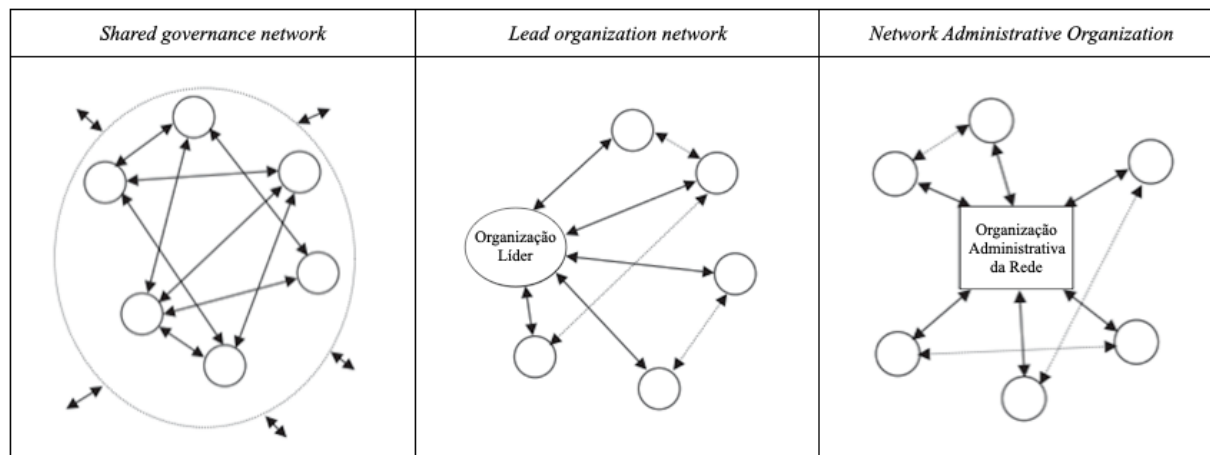 Shared governance network
Lead organization network
Network Administrative Organization
Organização
Líder
Organização
Administrativa
da Rede